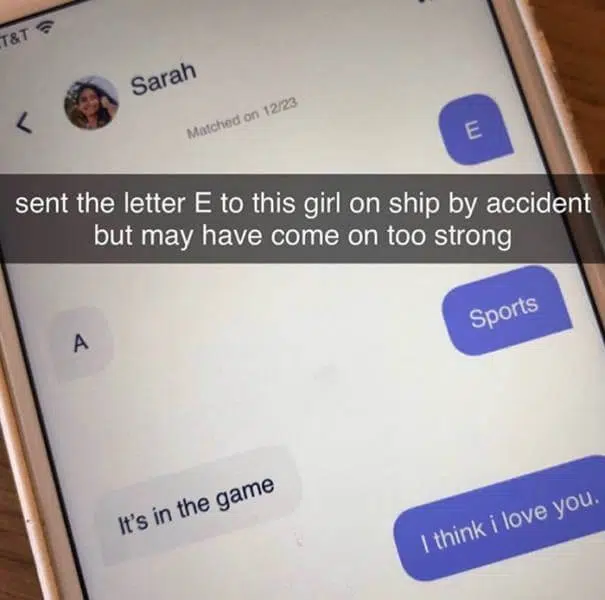 T&T
Sarah
Matched on 12/23
E
sent the letter E to this girl on ship by accident
but may have come on too strong
Sports
A
It's in the game
I think i love you.